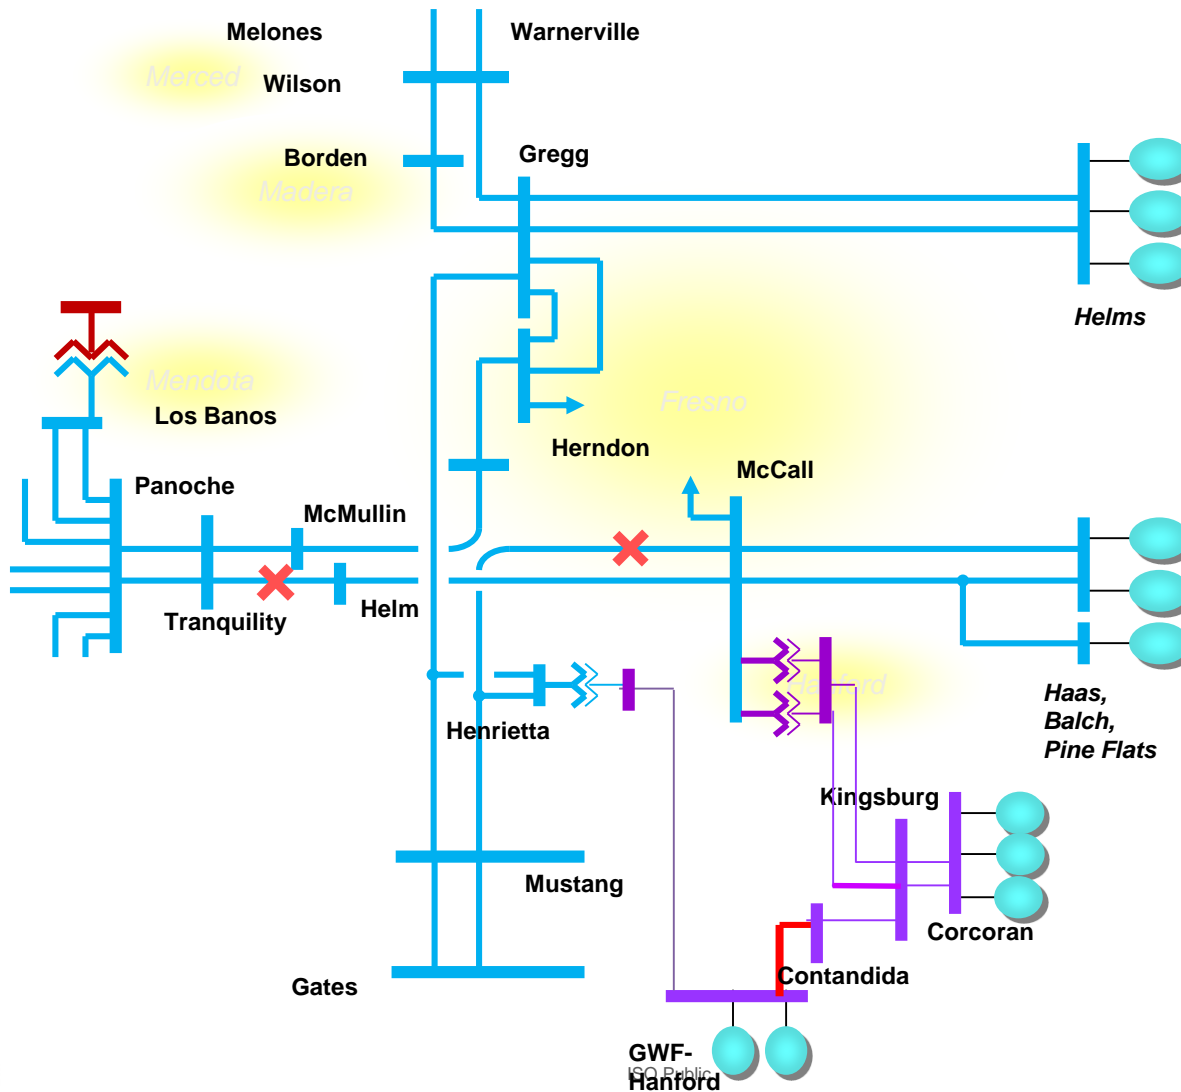 Melones
Warnerville
Merced
Wilson
Borden
Gregg
Madera
Helms
Mendota
Los Banos
Fresno
Herndon
McCall
Panoche
McMullin
Tranquility
Helm
Hanford
Henrietta
Haas,
Balch,
Pine Flats
Kingsburg
Mustang
Corcoran
Contandida
Gates
GWF-
ISO Public
Hanford